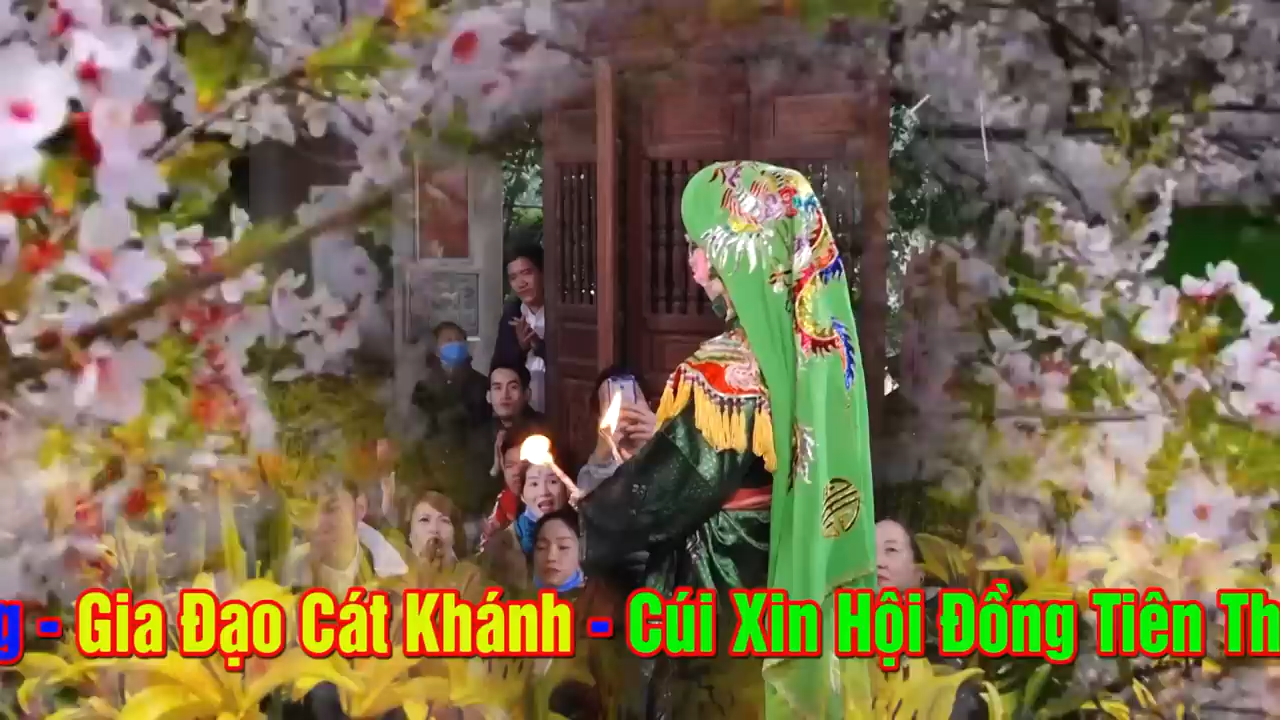 g - Gia Đạo Cát Khánh - Cúi Xin Hội Đồng Tiên Th